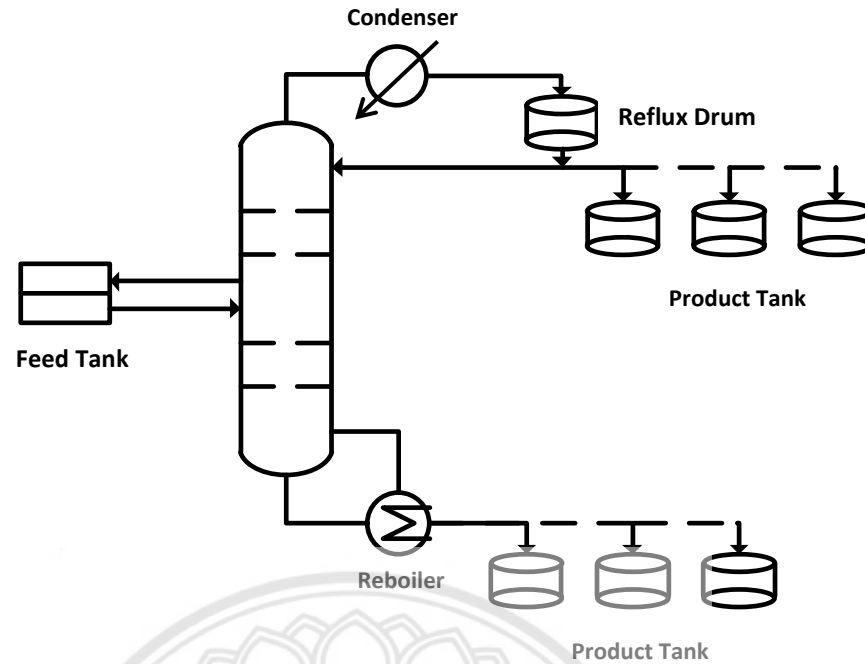 Condenser
Reflux Drum
Product Tank
Feed Tank
Reboiler
Product Tank